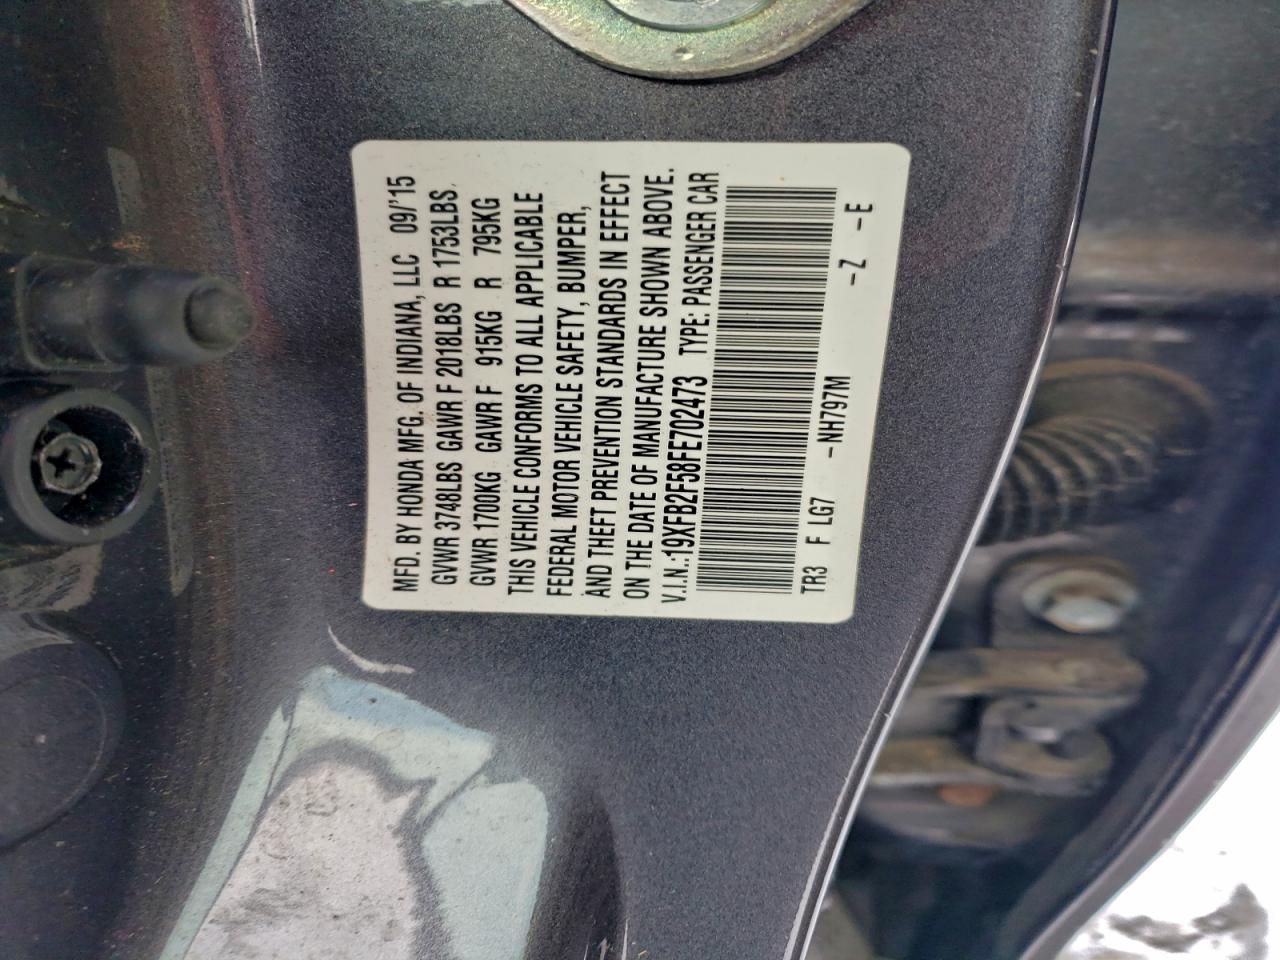 MFD. BY HONDA MFG. OF INDIANA, LLC 09/'15
GVWR 3748LBS GAWR F 2018LBS R 1753LBS.
GVWR 1700KG GAWR F 915KG R 795KG
THIS VEHICLE CONFORMS TO ALL APPLICABLE
FEDERAL MOTOR VEHICLE SAFETY, BUMPER,
AND THEFT PREVENTION STANDARDS IN EFFECT
ON THE DATE OF MANUFACTURE SHOWN ABOVE.
V.I.N.:19XFB2F58FE702473 TYPE: PASSENGER CAR
TR3 F LG7 -NH797M -Z -E